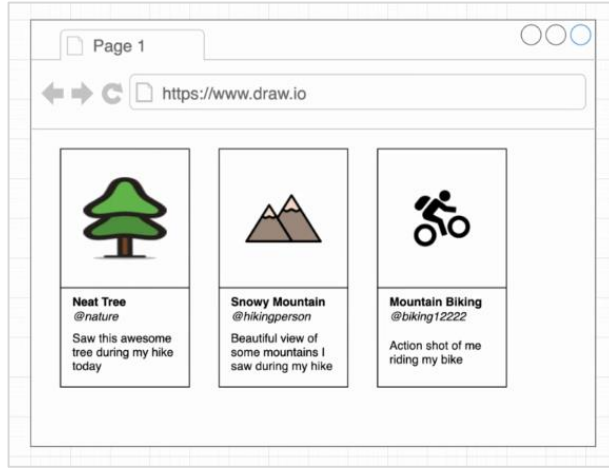 Page 1
https://www.draw.io
Neat Tree
@nature
Saw this awesome
tree during my hike
today
Snowy Mountain
@hikingperson
Beautiful view of
some mountains I
saw during my hike
Mountain Biking
@biking12222
Action shot of me
riding my bike